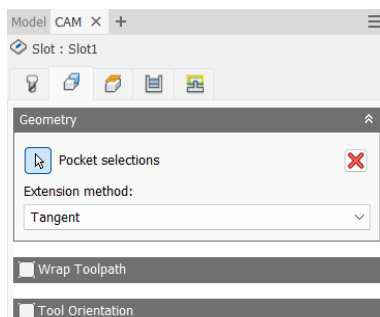 Model CAM
Slot : Slot1
Geometry
Pocket selections
Extension method:
Tangent
Wrap Toolpath
Tool Orientation